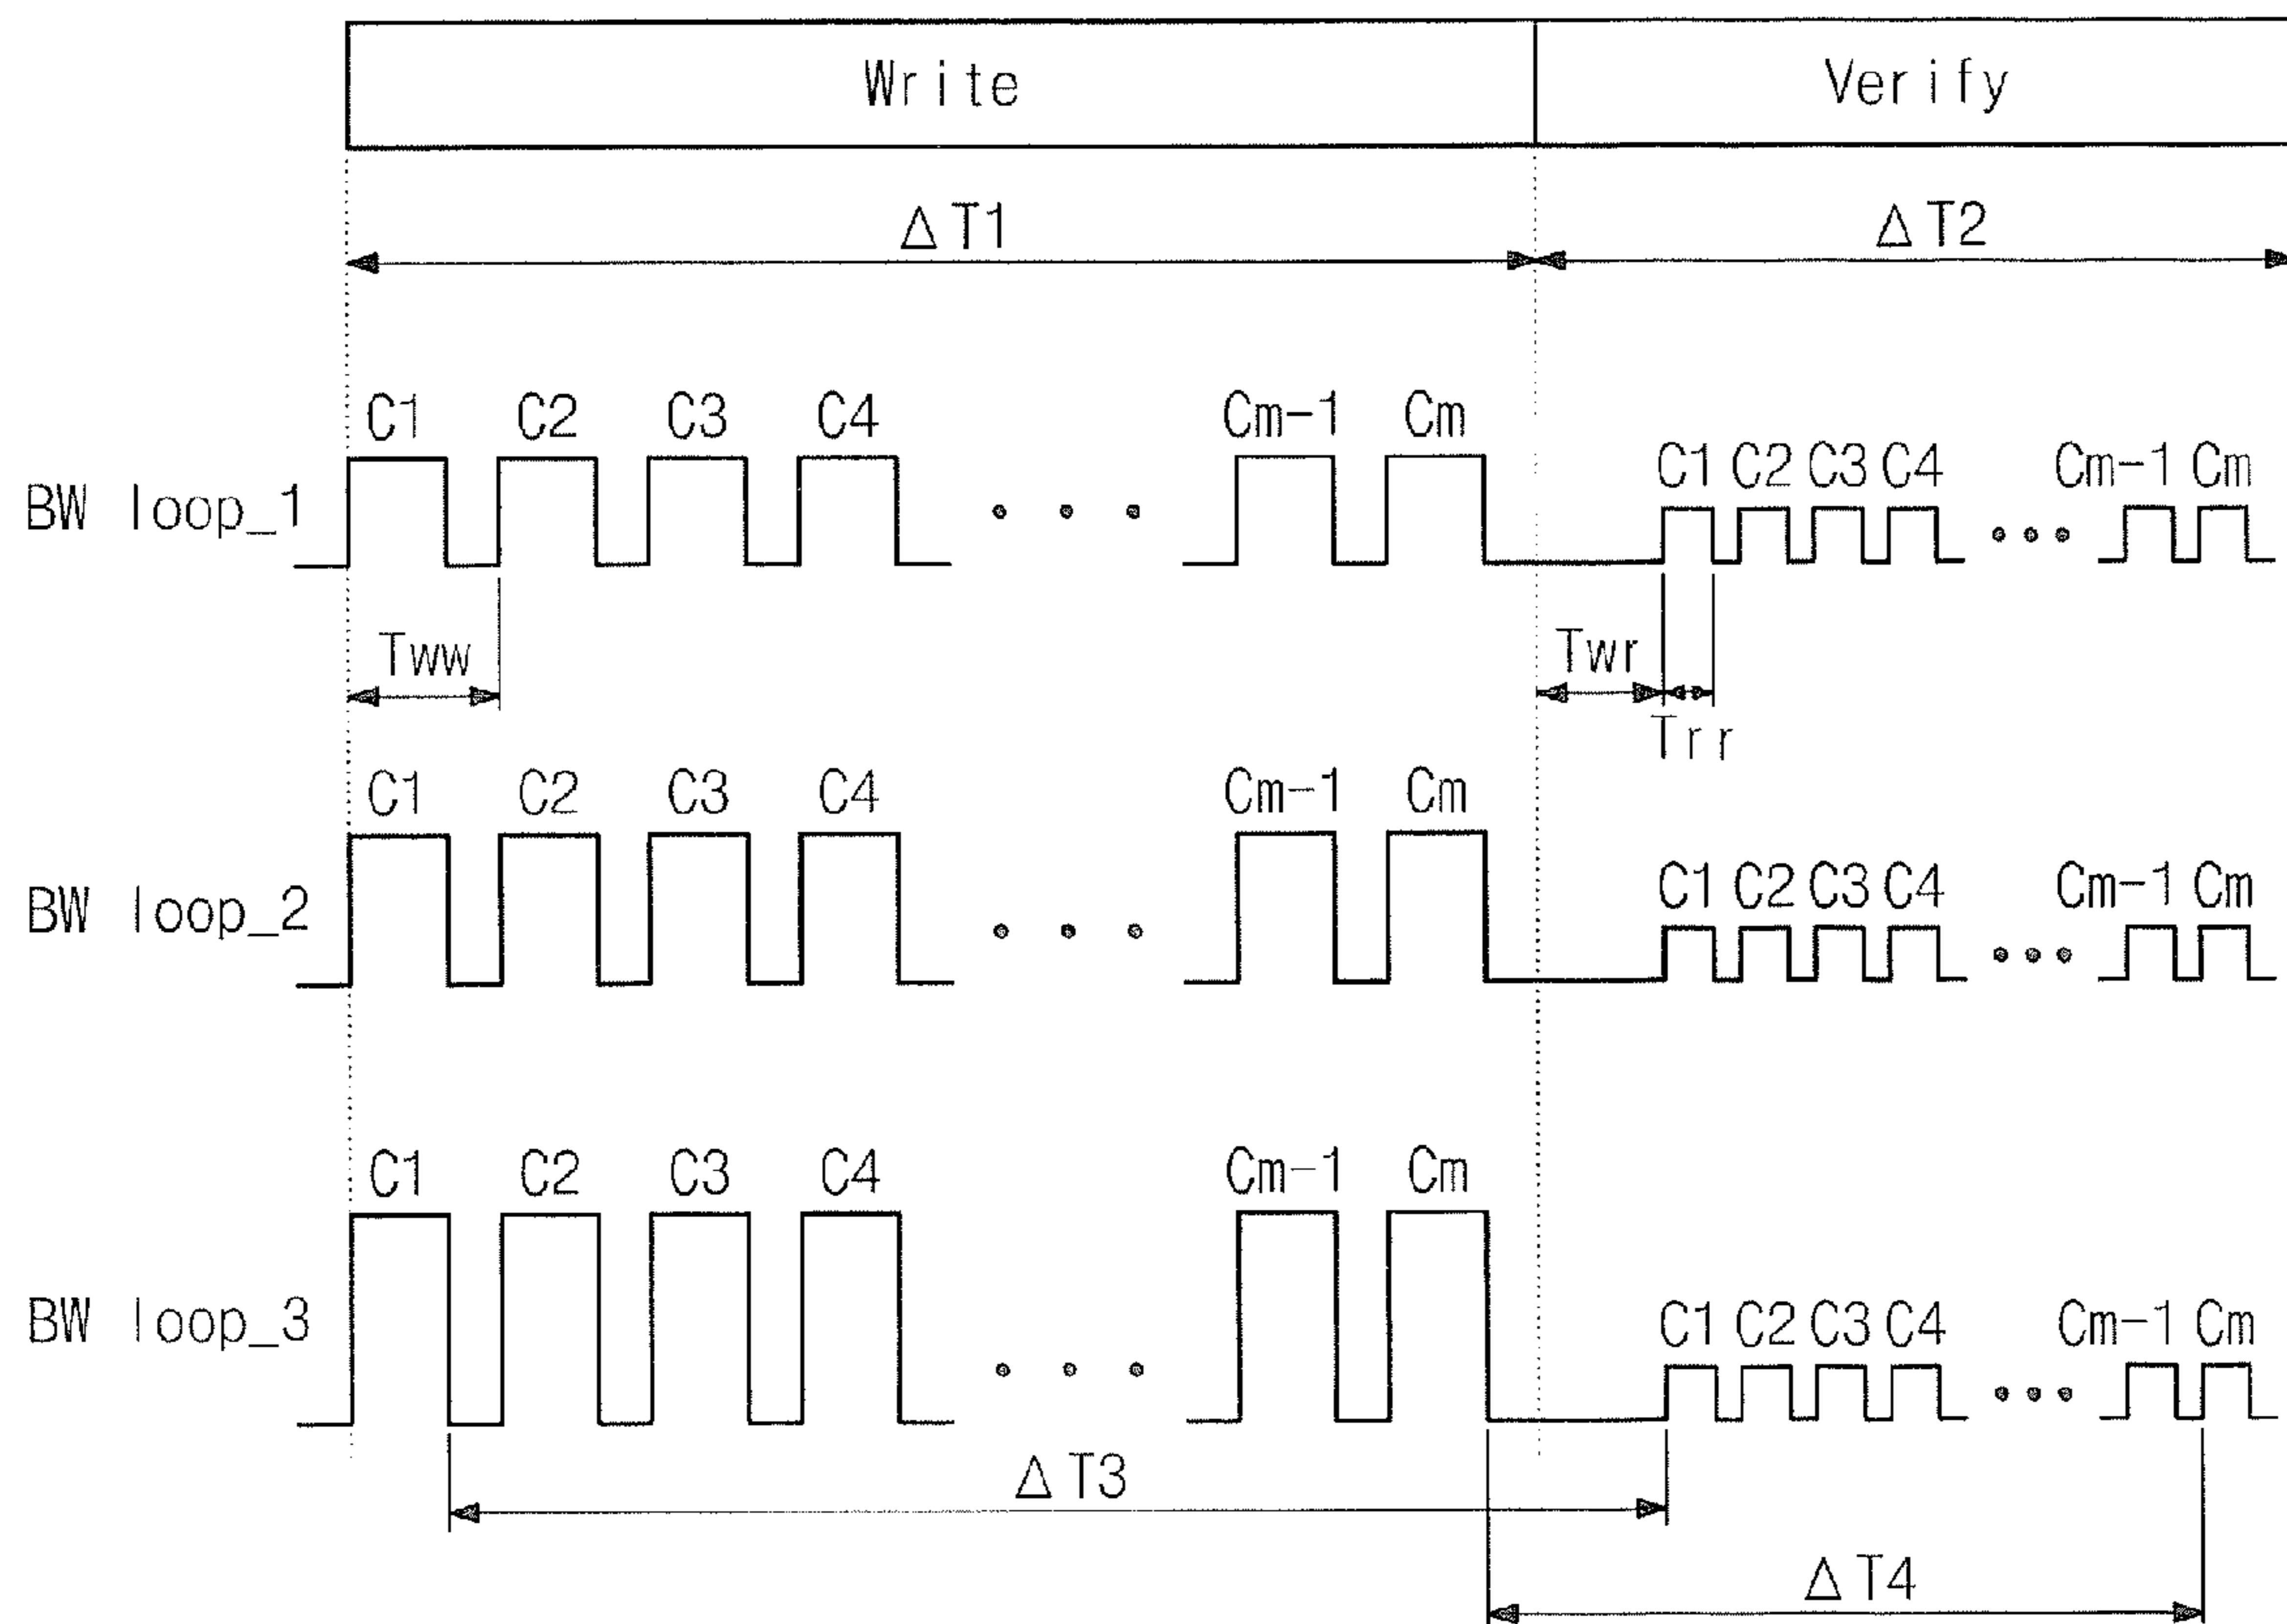 Write Verify
ΔT1 ΔT2
C1 C2 C3 C4 Cm-1 Cm
C1 C2 C3 C4 Cm-1 Cm
BW loop_1
Tww Twr
Trr
C1 C2 C3 C4 Cm-1 Cm
C1 C2 C3 C4 Cm-1 Cm
BW loop_2
C1 C2 C3 C4 Cm-1 Cm
C1 C2 C3 C4 Cm-1 Cm
BW loop_3
ΔT3
ΔT4